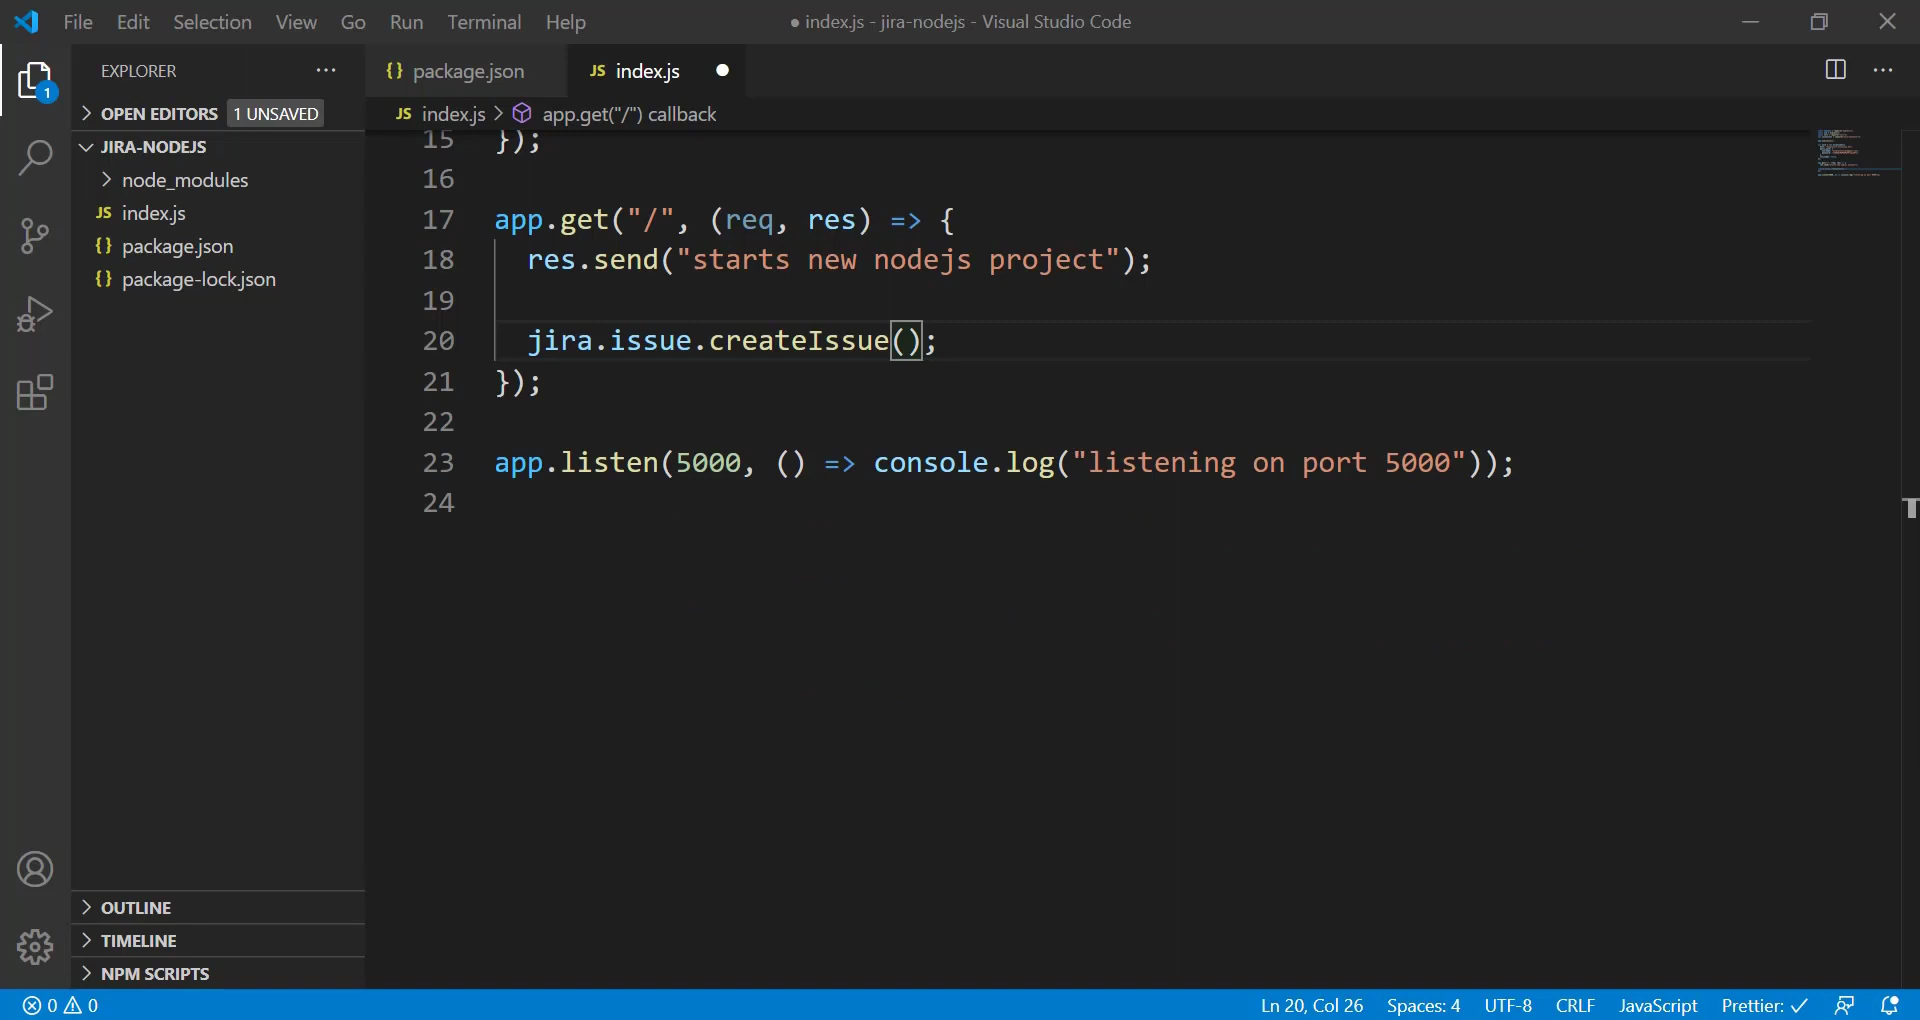 File Edit Selection View Go Run Terminal Help
● index.js - jira-nodejs - Visual Studio Code
1
EXPLORER
OPEN EDITORS 1 UNSAVED
JIRA-NODEJS
node_modules
JS index.js
{} package.json
{} package-lock.json
OUTLINE
TIMELINE
NPM SCRIPTS
{} package.json
JS index.js
JS index.js > app.get("/") callback
15 });
16
17 app.get("/", (req, res) => {
18 res.send("starts new nodejs project");
19
20 jira.issue.createIssue();
21 });
22
23 app.listen(5000, () => console.log("listening on port 5000"));
24
0 0
Ln 20, Col 26 Spaces: 4 UTF-8 CRLF JavaScript Prettier: ✓